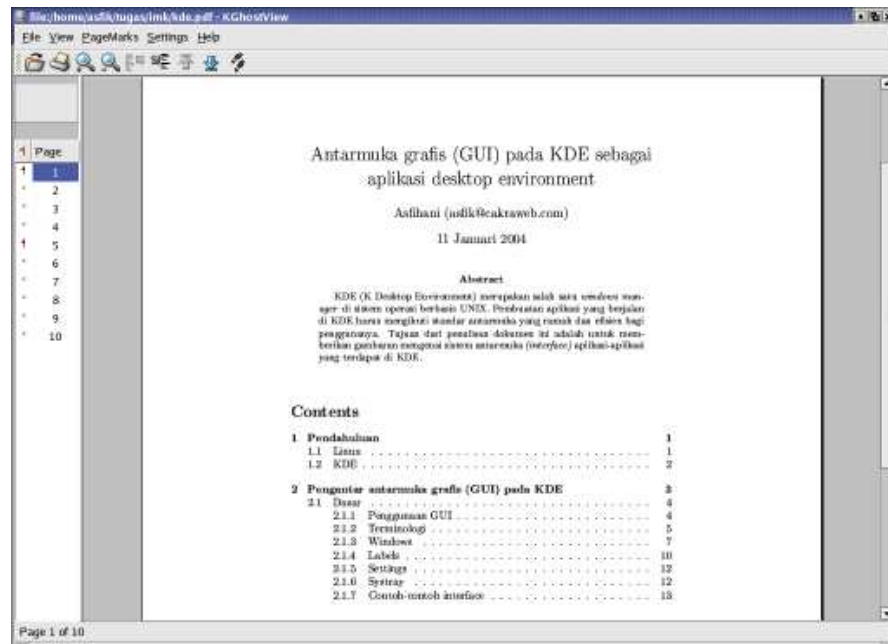 file:/home/asfik/tugas/imk/kde.pdf - KGhostView
File View PageMarks Settings Help
Page
1
2
3
4
5
6
7
8
9
10
Antarmuka grafis (GUI) pada KDE sebagai
aplikasi desktop environment
Asfihani (asfik@cakraweb.com)
11 Januari 2004
Abstract
KDE (K Desktop Environment) merupakan salah satu windows man-
ager di sistem operasi berbasis UNIX. Pembuatan aplikasi yang berjalan
di KDE harus mengikuti standar antarmuka yang ramah dan efisien bagi
penggunanya. Tujuan dari penulisan dokumen ini adalah untuk mem-
berikan gambaran mengenai sistem antarmuka (interface) aplikasi-aplikasi
yang terdapat di KDE.
Contents
1 Pendahuluan 1
1.1 Linux . . . . . . . . . . . . . . . . . . . . . . . . . . . . . . 1
1.2 KDE . . . . . . . . . . . . . . . . . . . . . . . . . . . . . . 2
2 Pengantar antarmuka grafis (GUI) pada KDE 3
2.1 Dasar . . . . . . . . . . . . . . . . . . . . . . . . . . . . . . 4
2.1.1 Penggunaan GUI . . . . . . . . . . . . . . . . . . . . . . 4
2.1.2 Terminologi . . . . . . . . . . . . . . . . . . . . . . . . 5
2.1.3 Windows . . . . . . . . . . . . . . . . . . . . . . . . . . 7
2.1.4 Labels . . . . . . . . . . . . . . . . . . . . . . . . . . . 10
2.1.5 Settings . . . . . . . . . . . . . . . . . . . . . . . . . . 12
2.1.6 Systray . . . . . . . . . . . . . . . . . . . . . . . . . . 12
2.1.7 Contoh-contoh interface . . . . . . . . . . . . . . . . . . 13
Page 1 of 10